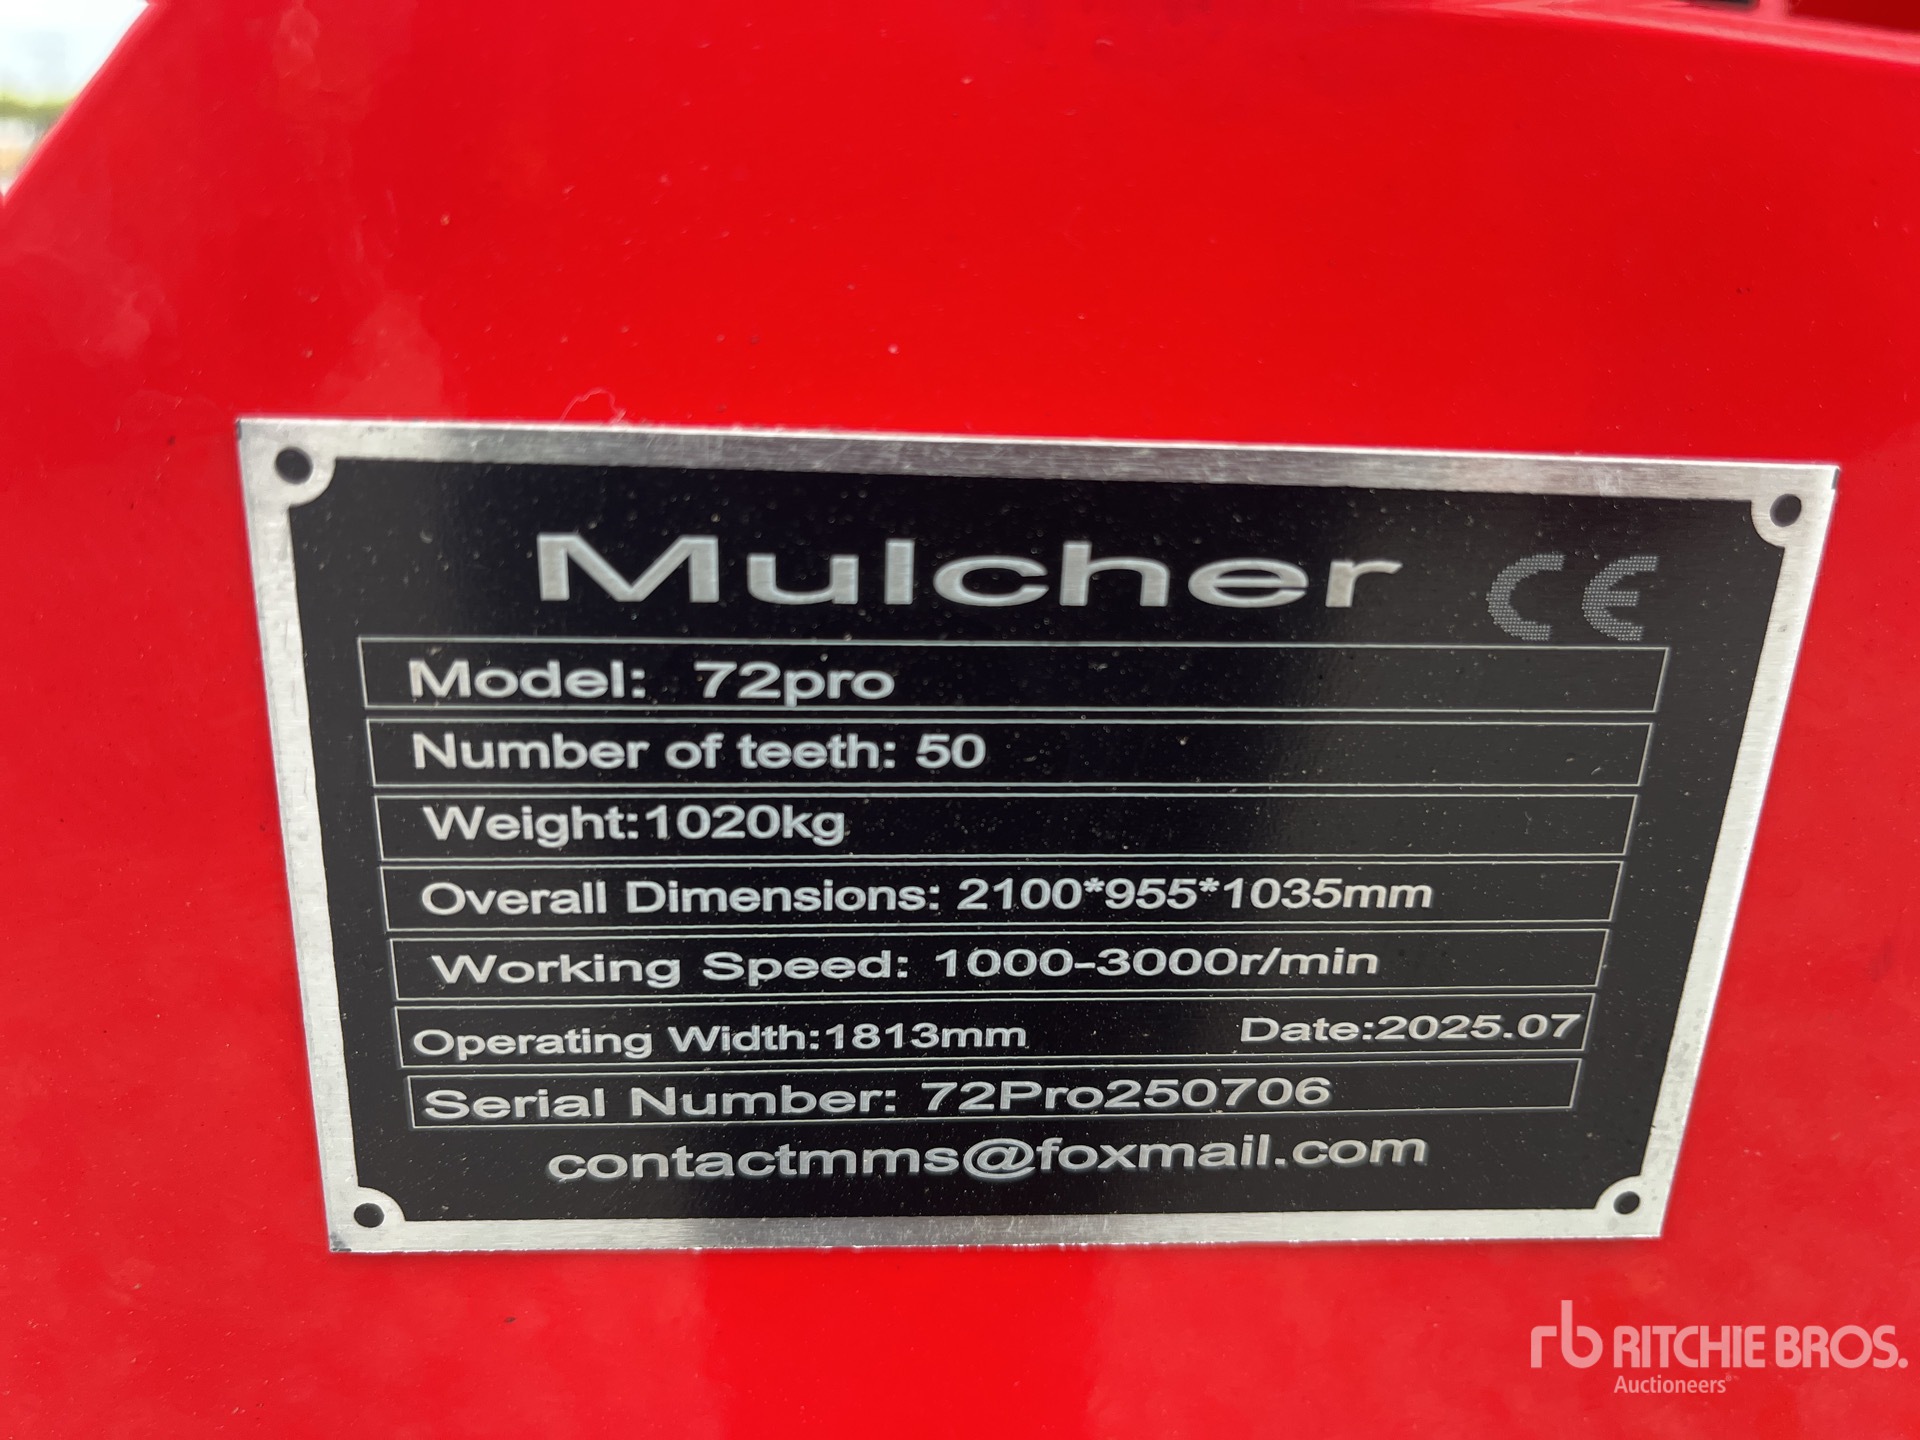 Mulcher CE
Model: 72pro
Number of teeth: 50
Weight:1020kg
Overall Dimensions: 2100*955*1035mm
Working Speed: 1000-3000r/min
Operating Width:1813mm Date:2025.07
Serial Number: 72Pro250706
contactmms@foxmail.com
rb RITCHIE BROS.
Auctioneers